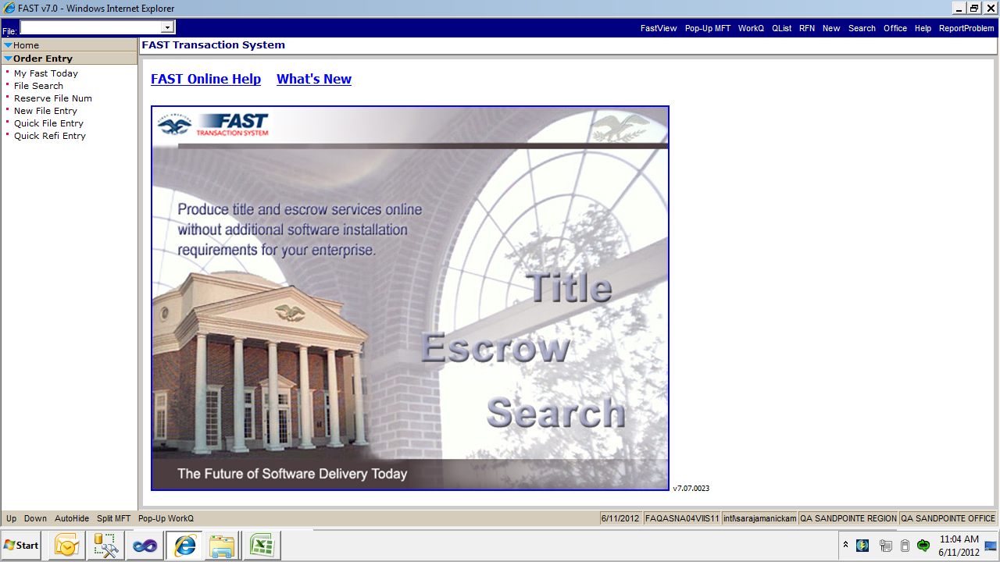 FAST v7.0 - Windows Internet Explorer
File:
FastView Pop-Up MFT WorkQ QList RFN New Search Office Help ReportProblem
Home
Order Entry
My Fast Today
File Search
Reserve File Num
New File Entry
Quick File Entry
Quick Refi Entry
FAST Transaction System
FAST Online Help What's New
FIRST AMERICAN
FAST
TRANSACTION SYSTEM
Produce title and escrow services online
without additional software installation
requirements for your enterprise.
Title
Escrow
Search
The Future of Software Delivery Today
v7.07.0023
Up Down AutoHide Split MFT Pop-Up WorkQ
6/11/2012 FAQASNA04VIIS11 intl\sarajamanickam QA SANDPOINTE REGION QA SANDPOINTE OFFICE
Start
11:04 AM
6/11/2012